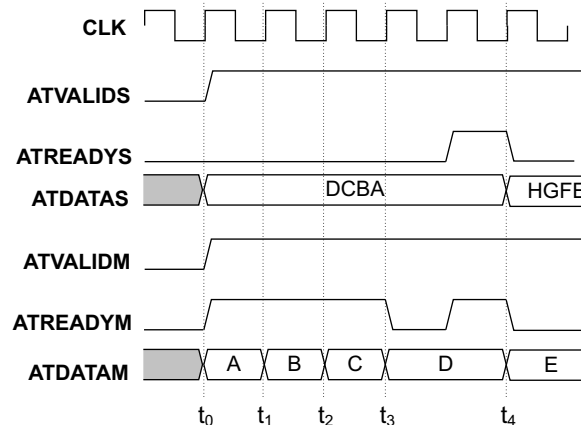 CLK
ATVALIDS
ATREADYS
ATDATAS DCBA HGFE
ATVALIDM
ATREADYM
ATDATAM A B C D E
t0 t1 t2 t3 t4